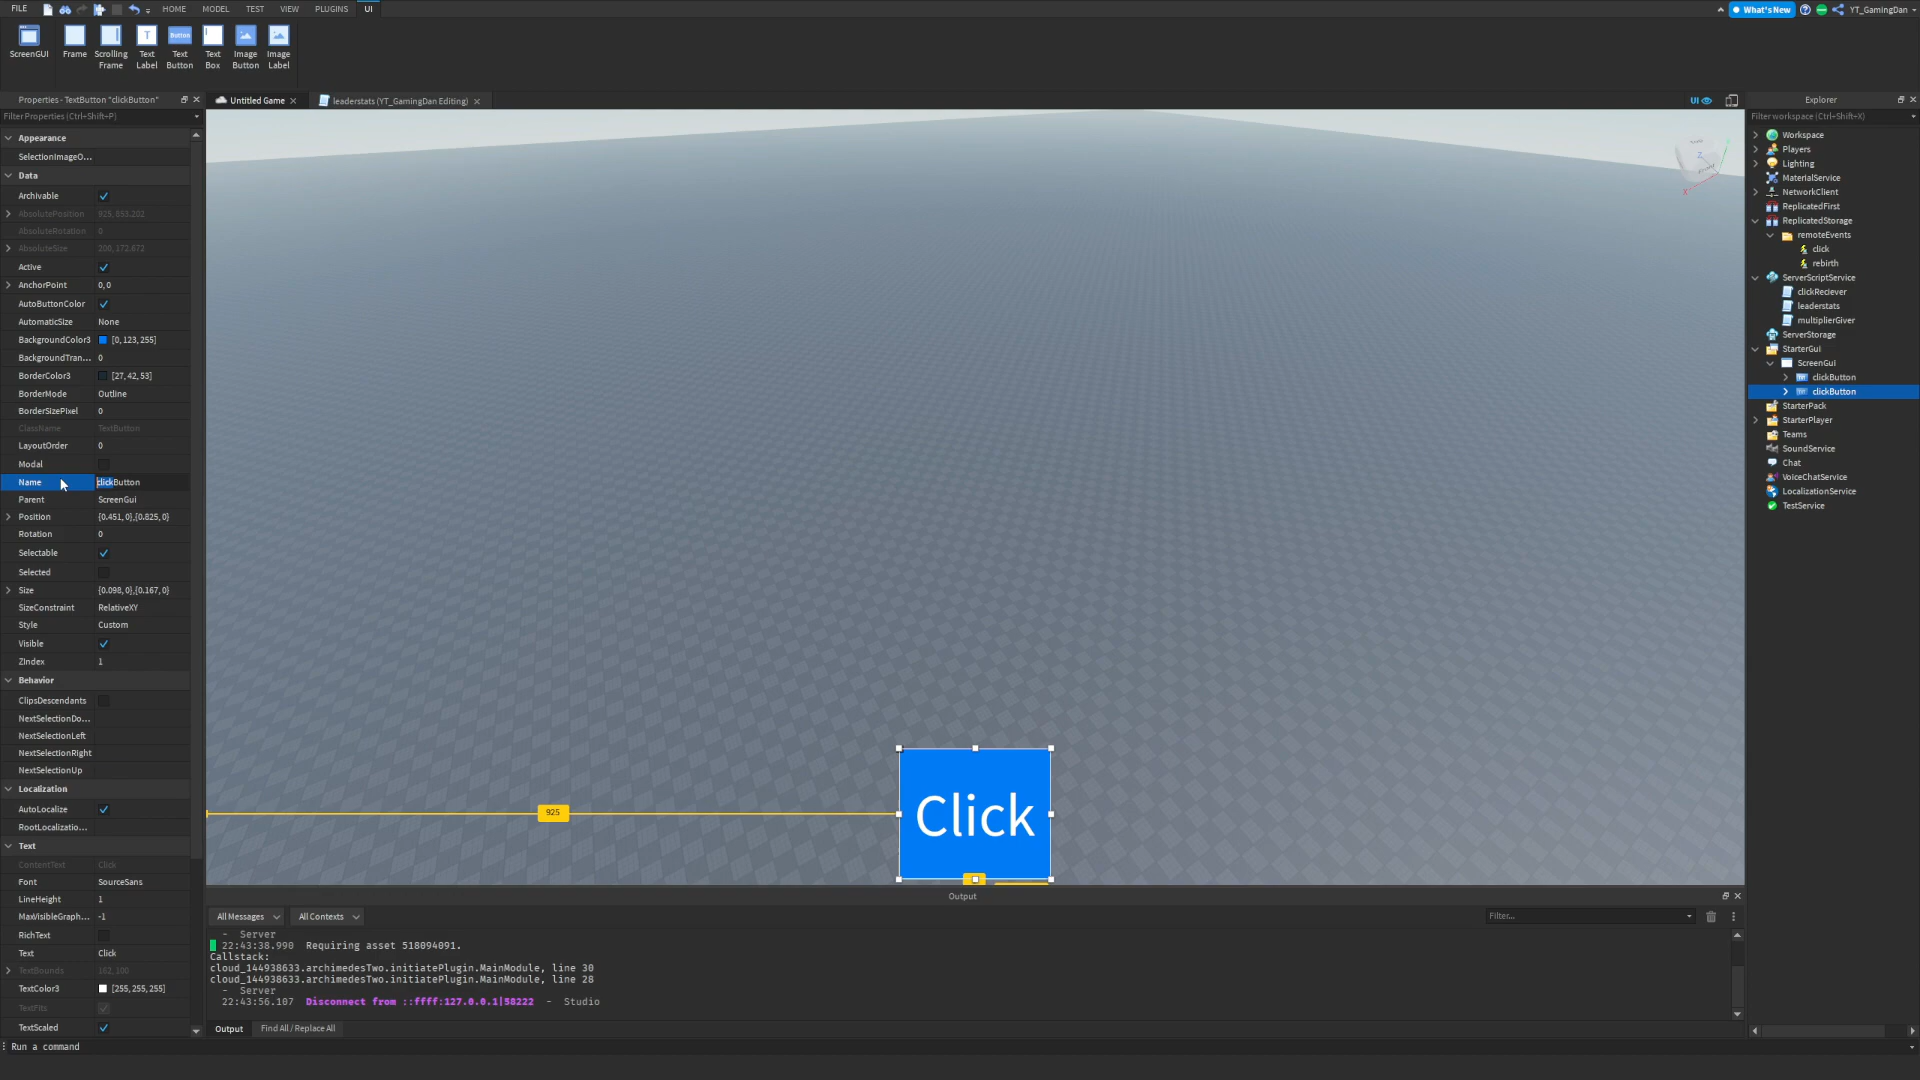 FILE HOME MODEL TEST VIEW PLUGINS UI What's New YT_GamingDan
ScreenGUI Frame Scrolling Frame Text Label Text Button Text Box Image Button Image Label
Properties - TextButton "clickButton"
Untitled Game leaderstats (YT_GamingDan Editing) UI
Explorer
Filter Properties (Ctrl+Shift+P)
Filter workspace (Ctrl+Shift+X)
Appearance
SelectionImageO...
Data
Archivable
AbsolutePosition 925, 853.202
AbsoluteRotation 0
AbsoluteSize 200, 172.672
Active
AnchorPoint 0, 0
AutoButtonColor
AutomaticSize None
BackgroundColor3 [0, 123, 255]
BackgroundTran... 0
BorderColor3 [27, 42, 53]
BorderMode Outline
BorderSizePixel 0
ClassName TextButton
LayoutOrder 0
Modal
Name clickButton
Parent ScreenGui
Position {0.451, 0},{0.825, 0}
Rotation 0
Selectable
Selected
Size {0.098, 0},{0.167, 0}
SizeConstraint RelativeXY
Style Custom
Visible
ZIndex 1
Behavior
ClipsDescendants
NextSelectionDo...
NextSelectionLeft
NextSelectionRight
NextSelectionUp
Localization
AutoLocalize
RootLocalizatio...
Text
ContentText Click
Font SourceSans
LineHeight 1
MaxVisibleGraph... -1
RichText
Text Click
TextBounds 162, 100
TextColor3 [255, 255, 255]
TextFits
TextScaled
Workspace
Players
Lighting
MaterialService
NetworkClient
ReplicatedFirst
ReplicatedStorage
remoteEvents
click
rebirth
ServerScriptService
clickReciever
leaderstats
multiplierGiver
ServerStorage
StarterGui
ScreenGui
clickButton
clickButton
StarterPack
StarterPlayer
Teams
SoundService
Chat
VoiceChatService
LocalizationService
TestService
925
Click
Output
All Messages All Contexts Filter...
- Server
22:43:38.990 Requiring asset 518094091.
Callstack:
cloud_144938633.archimedesTwo.initiatePlugin.MainModule, line 30
cloud_144938633.archimedesTwo.initiatePlugin.MainModule, line 28
- Server
22:43:56.107 Disconnect from ::ffff:127.0.0.1|58222 - Studio
Output Find All / Replace All
Run a command